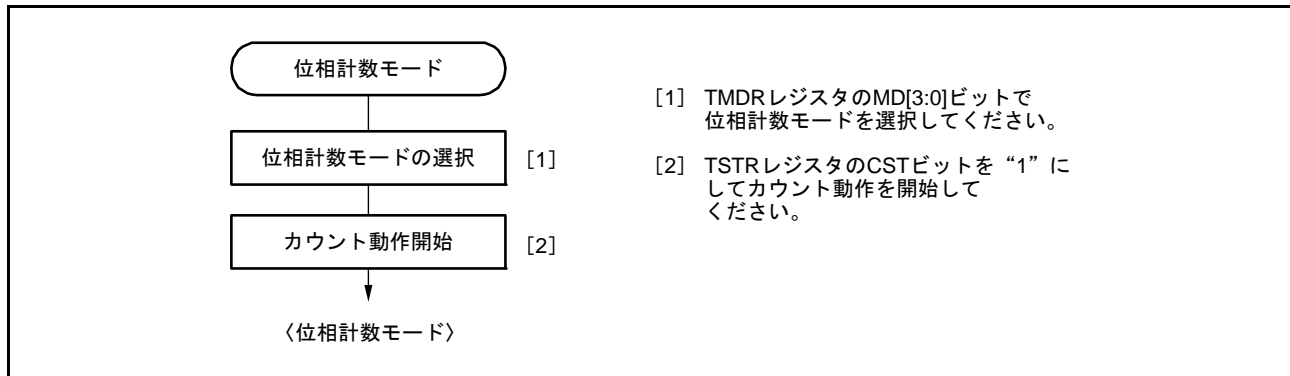 位相計数モード
位相計数モードの選択 [1]
カウント動作開始 [2]
〈位相計数モード〉
[1] TMDRレジスタのMD[3:0]ビットで
位相計数モードを選択してください。
[2] TSTRレジスタのCSTビットを“1”に
してカウント動作を開始して
ください。